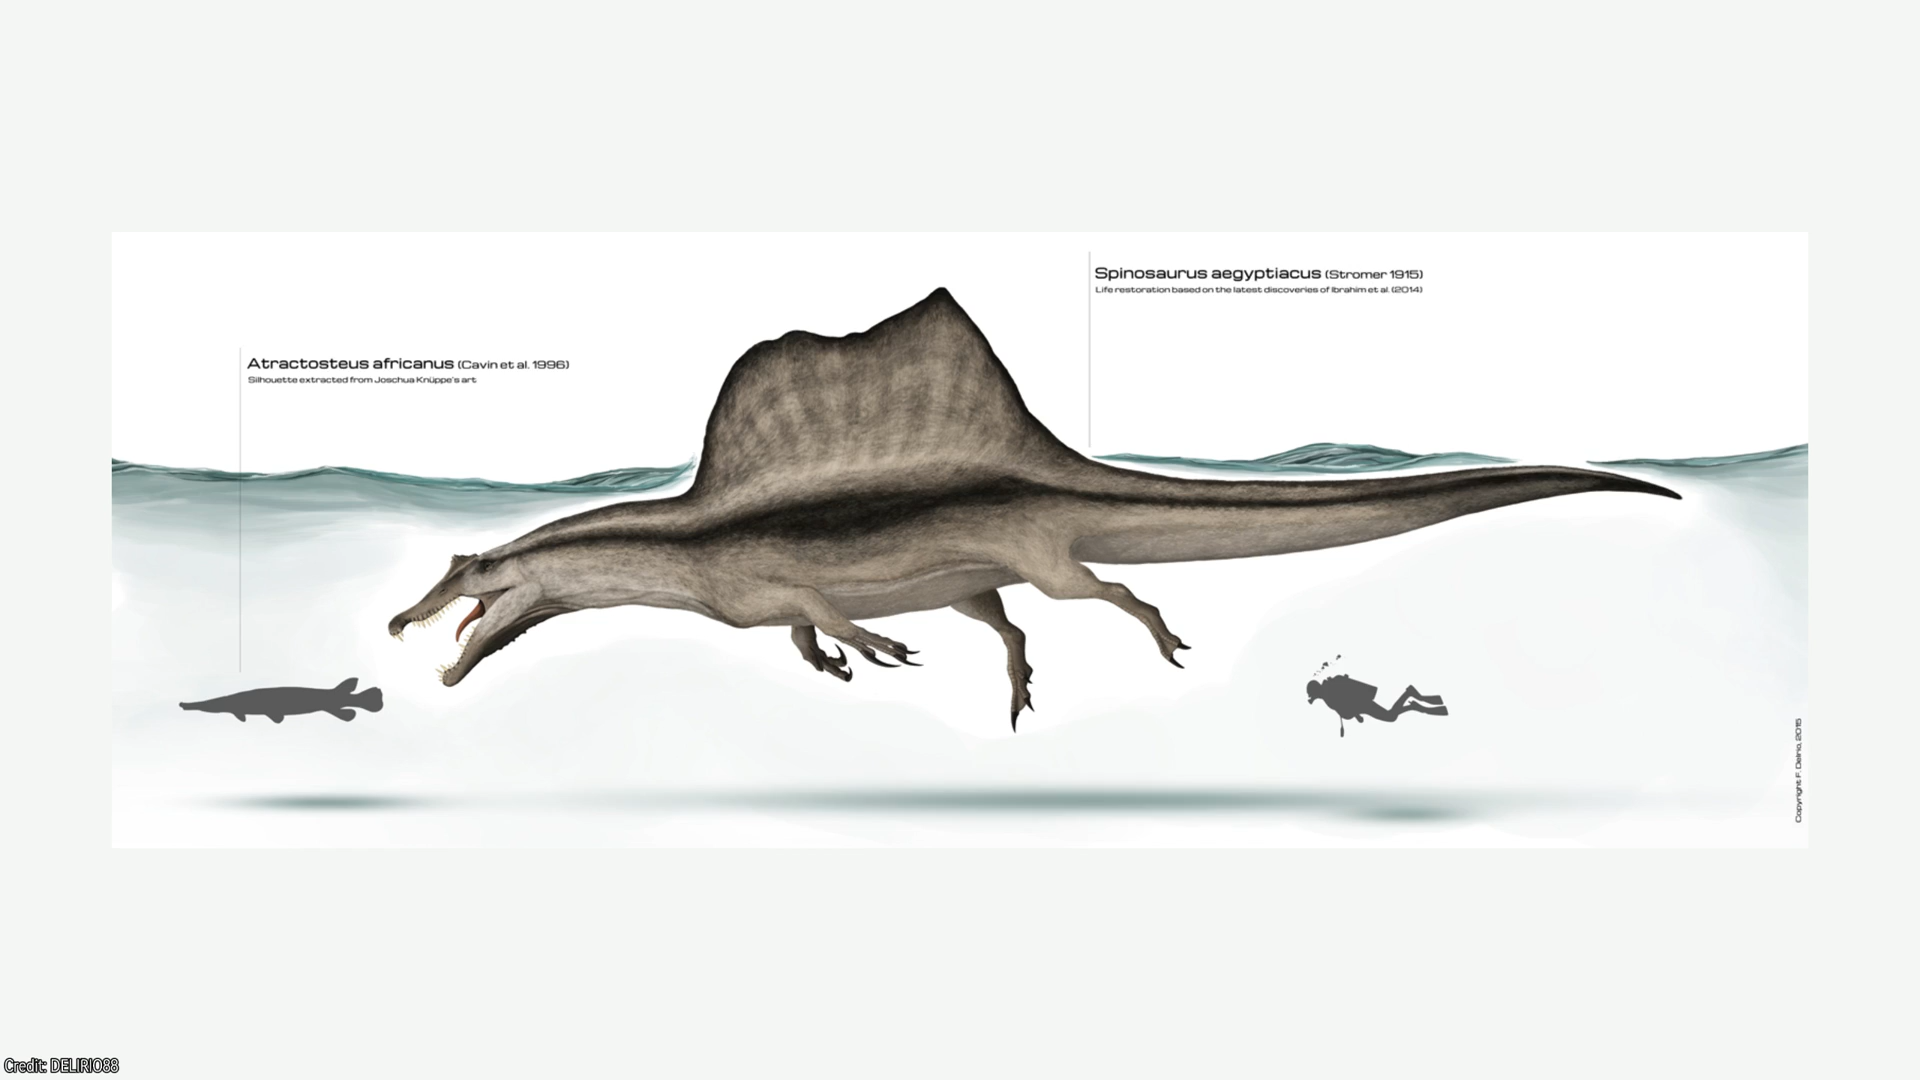 Spinosaurus aegyptiacus (Stromer 1915)
Life restoration based on the latest discoveries of Ibrahim et al. (2014)
Atractosteus africanus (Cavin et al. 1996)
Silhouette extracted from Joschua Knüppe's art
Copyright F. Delrio, 2015
Credit: DELIRIO88